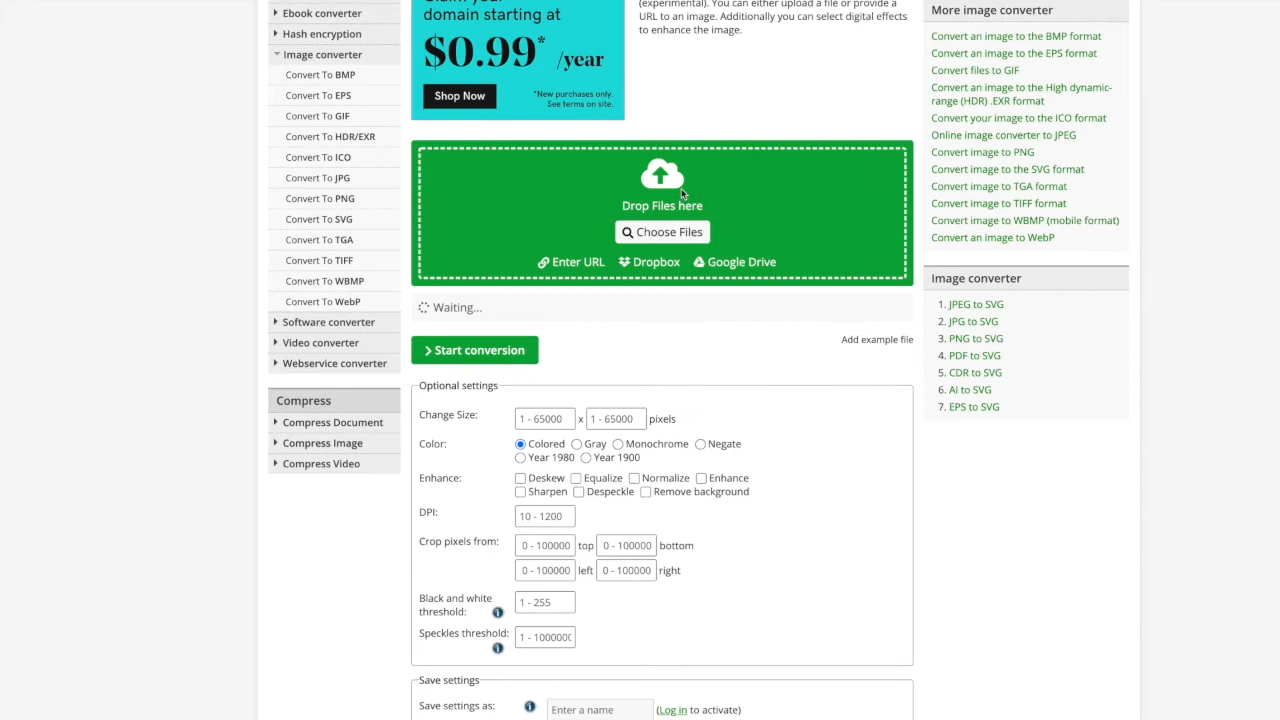 Ebook converter
Hash encryption
Image converter
Convert To BMP
Convert To EPS
Convert To GIF
Convert To HDR/EXR
Convert To ICO
Convert To JPG
Convert To PNG
Convert To SVG
Convert To TGA
Convert To TIFF
Convert To WBMP
Convert To WebP
Software converter
Video converter
Webservice converter
Compress
Compress Document
Compress Image
Compress Video
domain starting at
$0.99* /year
Shop Now
*New purchases only.
See terms on site.
(experimental). You can either upload a file or provide a
URL to an image. Additionally you can select digital effects
to enhance the image.
Drop Files here
Choose Files
Enter URL Dropbox Google Drive
Waiting...
Start conversion
Add example file
Optional settings
Change Size: 1 - 65000 x 1 - 65000 pixels
Color: Colored Gray Monochrome Negate
Year 1980 Year 1900
Enhance: Deskew Equalize Normalize Enhance
Sharpen Despeckle Remove background
DPI: 10 - 1200
Crop pixels from: 0 - 100000 top 0 - 100000 bottom
0 - 100000 left 0 - 100000 right
Black and white
threshold: 1 - 255
Speckles threshold: 1 - 1000000
Save settings
Save settings as: Enter a name (Log in to activate)
More image converter
Convert an image to the BMP format
Convert an image to the EPS format
Convert files to GIF
Convert an image to the High dynamic-
range (HDR) .EXR format
Convert your image to the ICO format
Online image converter to JPEG
Convert image to PNG
Convert image to the SVG format
Convert image to TGA format
Convert image to TIFF format
Convert image to WBMP (mobile format)
Convert an image to WebP
Image converter
1. JPEG to SVG
2. JPG to SVG
3. PNG to SVG
4. PDF to SVG
5. CDR to SVG
6. AI to SVG
7. EPS to SVG